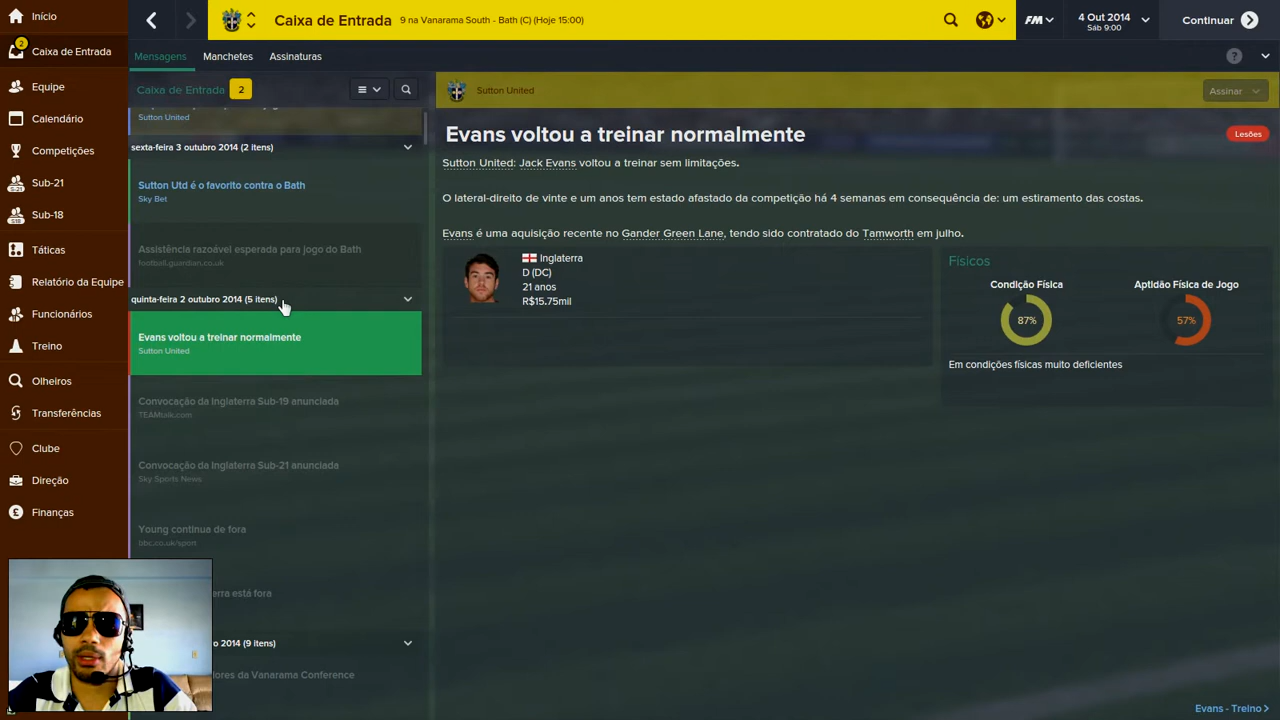 Início
Caixa de Entrada
9 na Vanarama South - Bath (C) (Hoje 15:00)
FM
4 Out 2014
Sáb 9:00
Continuar
2
Caixa de Entrada
Equipe
Calendário
Competições
Sub-21
Sub-18
Táticas
Relatório da Equipe
Funcionários
Treino
Olheiros
Transferências
Clube
Direção
Finanças
Mensagens
Manchetes
Assinaturas
Caixa de Entrada
2
Sutton United
sexta-feira 3 outubro 2014 (2 itens)
Sutton Utd é o favorito contra o Bath
Sky Bet
Assistência razoável esperada para jogo do Bath
football.guardian.co.uk
quinta-feira 2 outubro 2014 (5 itens)
Evans voltou a treinar normalmente
Sutton United
Convocação da Inglaterra Sub-19 anunciada
TEAMtalk.com
Convocação da Inglaterra Sub-21 anunciada
Sky Sports News
Young continua de fora
bbc.co.uk/sport
está fora
2014 (9 itens)
da Vanarama Conference
Sutton United
Assinar
Evans voltou a treinar normalmente
Lesões
Sutton United: Jack Evans voltou a treinar sem limitações.
O lateral-direito de vinte e um anos tem estado afastado da competição há 4 semanas em consequência de: um estiramento das costas.
Evans é uma aquisição recente no Gander Green Lane, tendo sido contratado do Tamworth em julho.
Inglaterra
D (DC)
21 anos
R$15.75mil
Físicos
Condição Física
Aptidão Física de Jogo
87%
57%
Em condições físicas muito deficientes
Evans - Treino